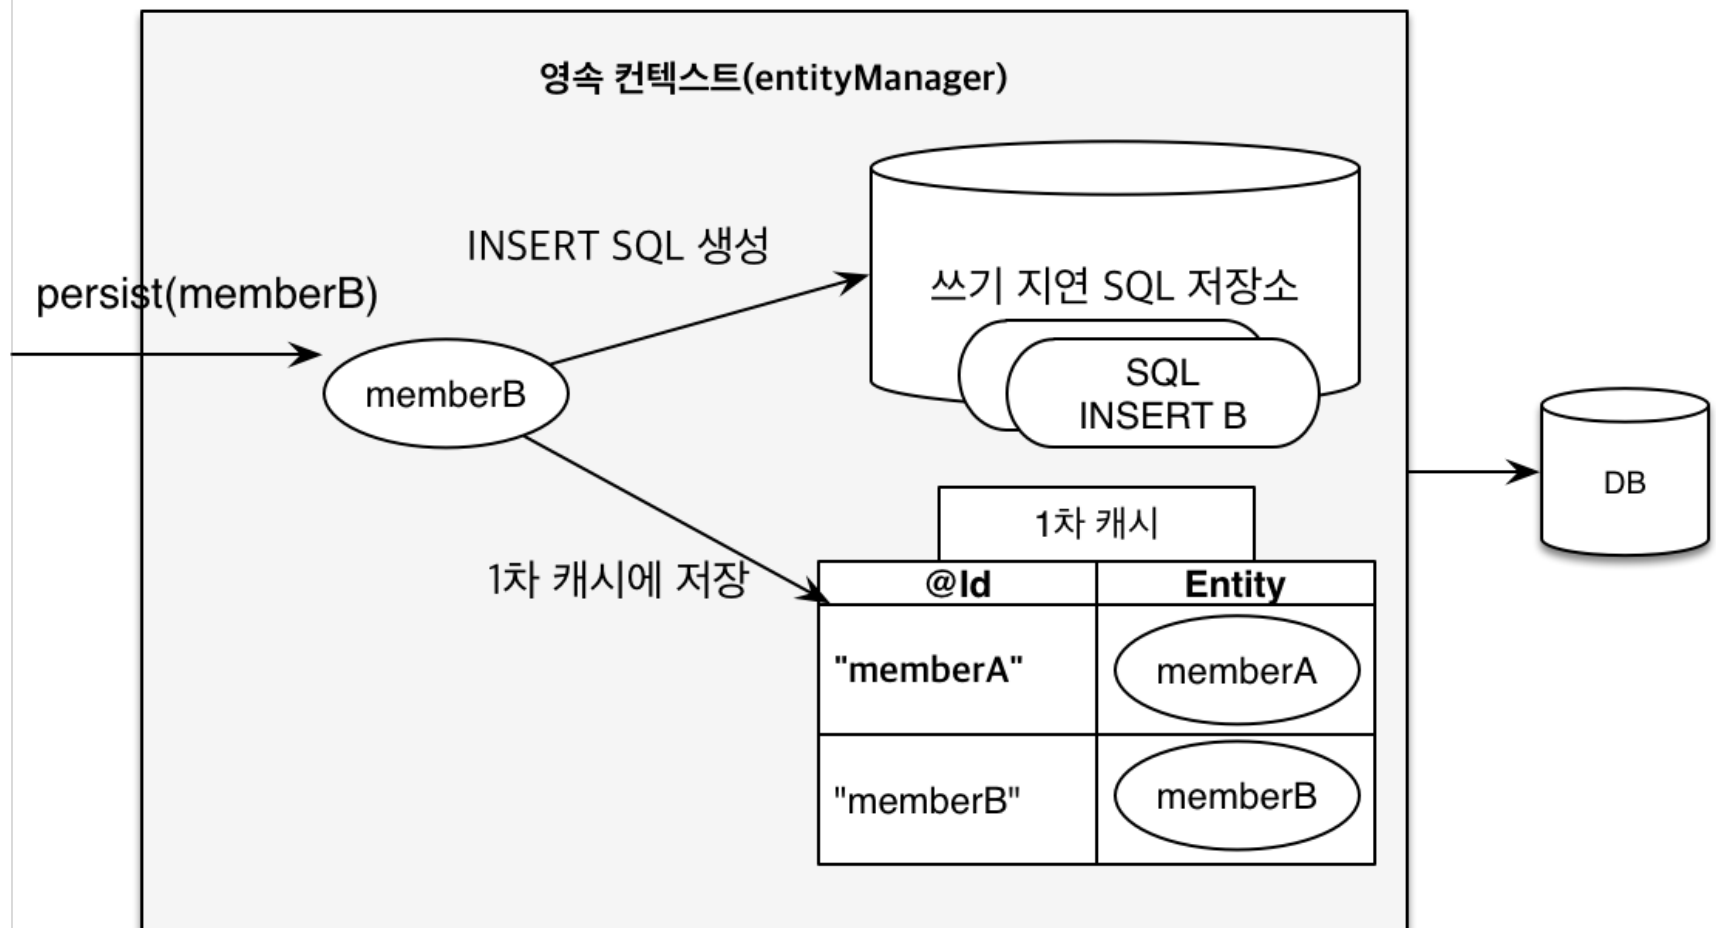 영속 컨텍스트(entityManager)
INSERT SQL 생성
persist(memberB)
쓰기 지연 SQL 저장소
memberB
SQL
INSERT B
DB
1차 캐시
1차 캐시에 저장
@Id Entity
"memberA" memberA
"memberB" memberB